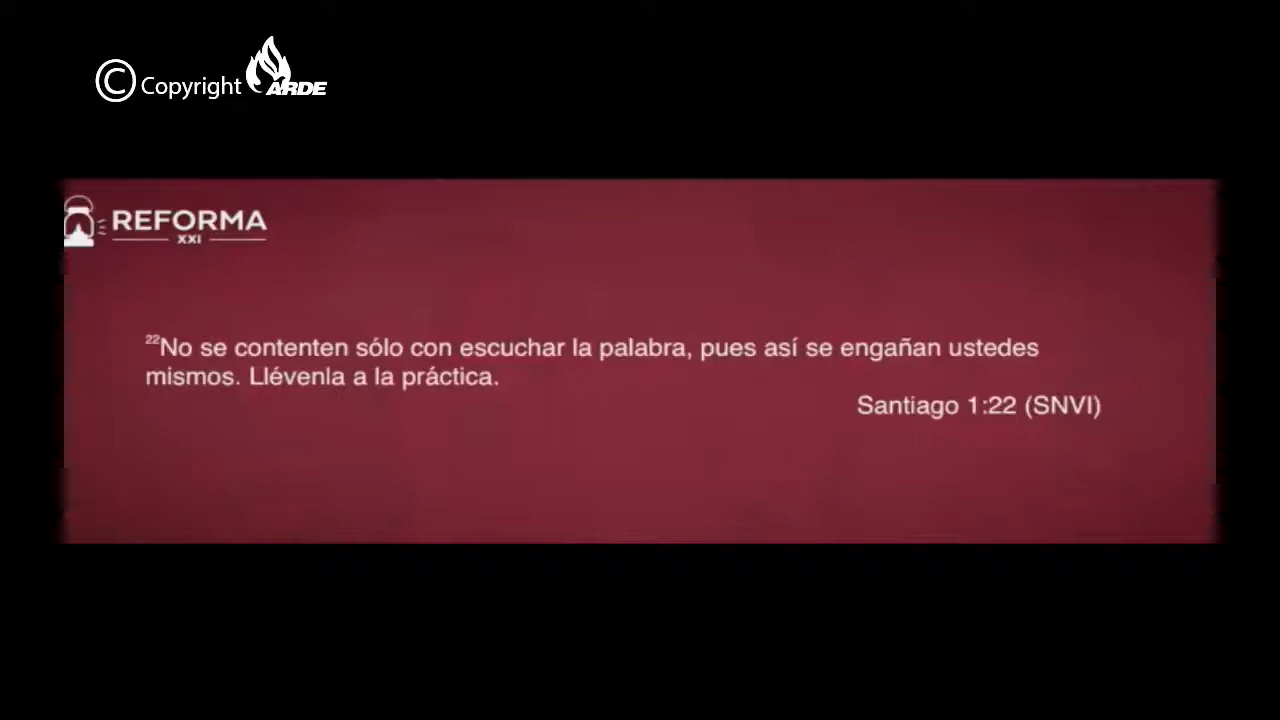 © Copyright ARDE
REFORMA
XXI
²²No se contenten sólo con escuchar la palabra, pues así se engañan ustedes
mismos. Llévenla a la práctica.
Santiago 1:22 (SNVI)